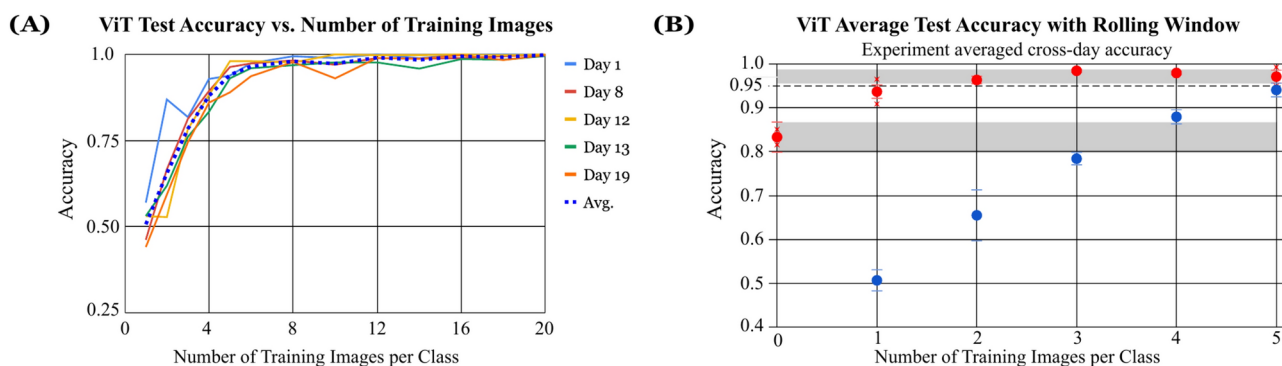 (A)
ViT Test Accuracy vs. Number of Training Images
Accuracy
1.0
0.75
0.50
0.25
0
4
8
12
16
20
Number of Training Images per Class
Day 1
Day 8
Day 12
Day 13
Day 19
Avg.
(B)
ViT Average Test Accuracy with Rolling Window
Experiment averaged cross-day accuracy
Accuracy
1.0
0.95
0.9
0.8
0.7
0.6
0.5
0.4
0
1
2
3
4
5
Number of Training Images per Class